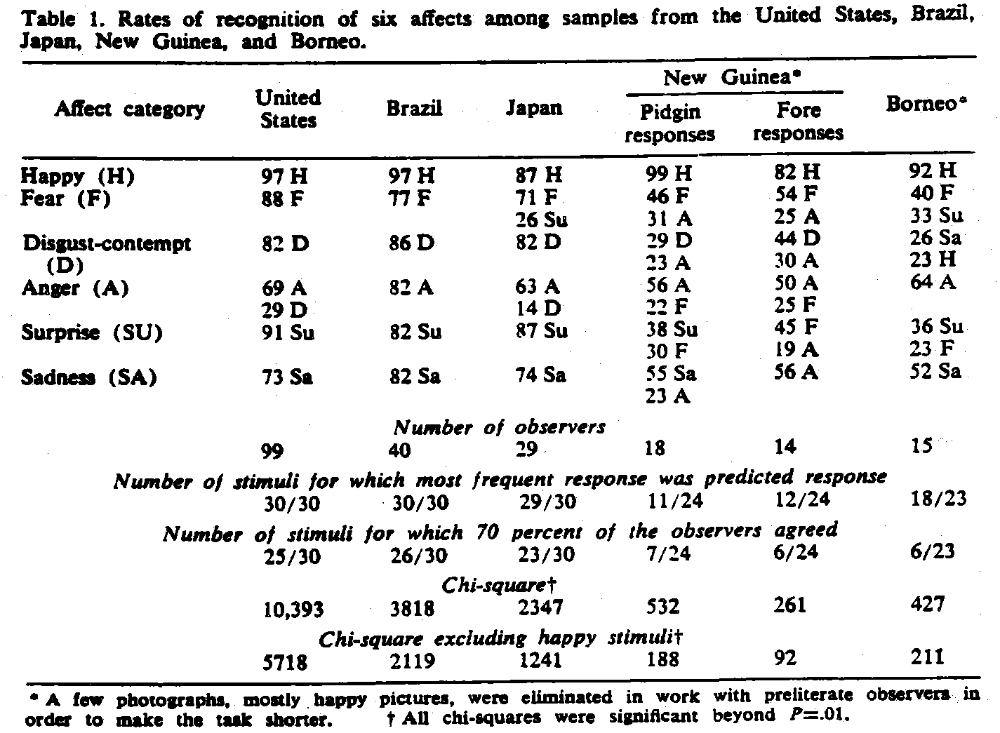 Table 1. Rates of recognition of six affects among samples from the United States, Brazil,
Japan, New Guinea, and Borneo.
Affect category United States Brazil Japan New Guinea* Pidgin responses Fore responses Borneo*
Happy (H) 97 H 97 H 87 H 99 H 82 H 92 H
Fear (F) 88 F 77 F 71 F 46 F 54 F 40 F
26 Su 31 A 25 A 33 Su
Disgust-contempt 82 D 86 D 82 D 29 D 44 D 26 Sa
(D) 23 A 30 A 23 H
Anger (A) 69 A 82 A 63 A 56 A 50 A 64 A
29 D 14 D 22 F 25 F
Surprise (SU) 91 Su 82 Su 87 Su 38 Su 45 F 36 Su
30 F 19 A 23 F
Sadness (SA) 73 Sa 82 Sa 74 Sa 55 Sa 56 A 52 Sa
23 A
Number of observers
99 40 29 18 14 15
Number of stimuli for which most frequent response was predicted response
30/30 30/30 29/30 11/24 12/24 18/23
Number of stimuli for which 70 percent of the observers agreed
25/30 26/30 23/30 7/24 6/24 6/23
Chi-square†
10,393 3818 2347 532 261 427
Chi-square excluding happy stimuli†
5718 2119 1241 188 92 211
* A few photographs, mostly happy pictures, were eliminated in work with preliterate observers in
order to make the task shorter. † All chi-squares were significant beyond P=.01.